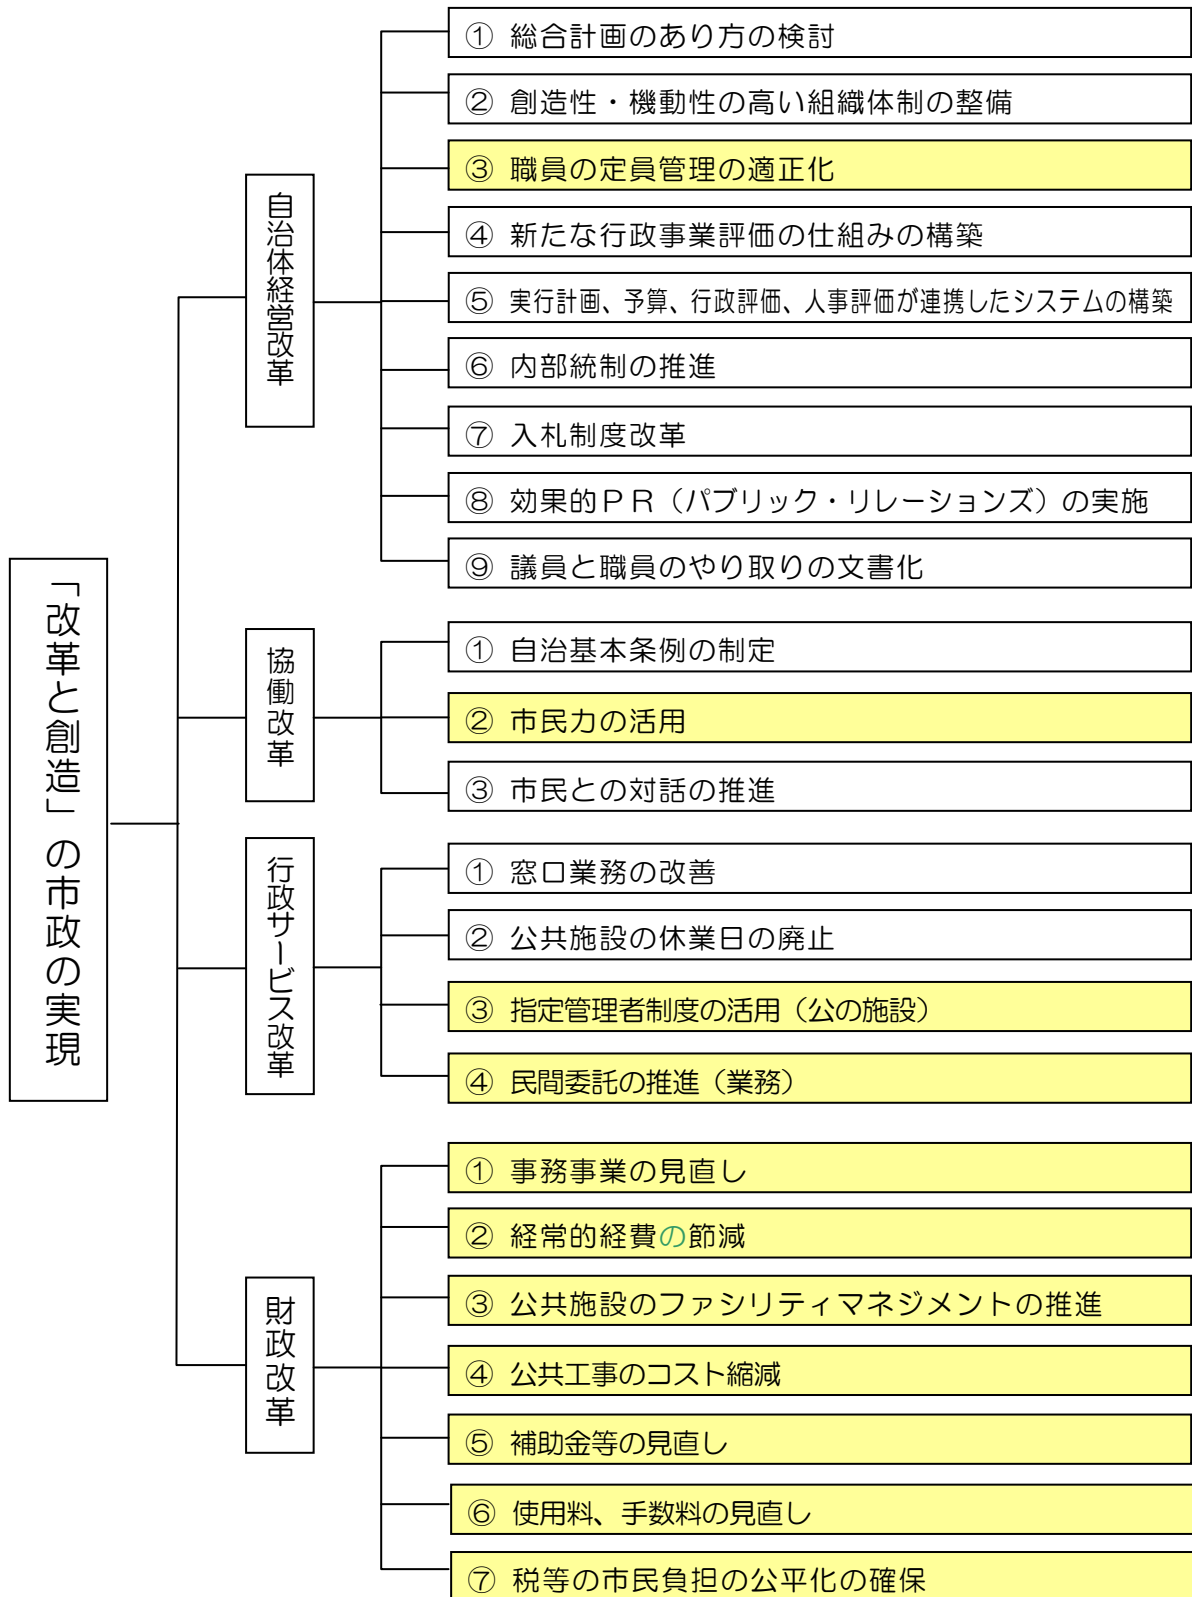 「改革と創造」の市政の実現
自治体経営改革
① 総合計画のあり方の検討
② 創造性・機動性の高い組織体制の整備
③ 職員の定員管理の適正化
④ 新たな行政事業評価の仕組みの構築
⑤ 実行計画、予算、行政評価、人事評価が連携したシステムの構築
⑥ 内部統制の推進
⑦ 入札制度改革
⑧ 効果的ＰＲ（パブリック・リレーションズ）の実施
⑨ 議員と職員のやり取りの文書化
協働改革
① 自治基本条例の制定
② 市民力の活用
③ 市民との対話の推進
行政サービス改革
① 窓口業務の改善
② 公共施設の休業日の廃止
③ 指定管理者制度の活用（公の施設）
④ 民間委託の推進（業務）
財政改革
① 事務事業の見直し
② 経常的経費の節減
③ 公共施設のファシリティマネジメントの推進
④ 公共工事のコスト縮減
⑤ 補助金等の見直し
⑥ 使用料、手数料の見直し
⑦ 税等の市民負担の公平化の確保